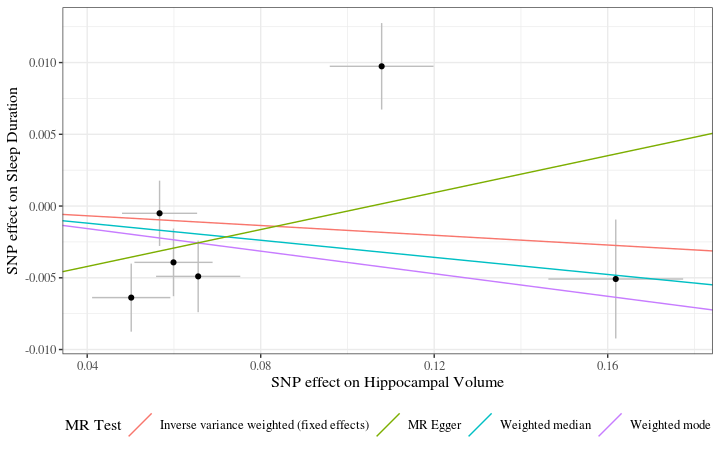 SNP effect on Sleep Duration
0.010
0.005
0.000
-0.005
-0.010
0.04
0.08
0.12
0.16
SNP effect on Hippocampal Volume
MR Test
Inverse variance weighted (fixed effects)
MR Egger
Weighted median
Weighted mode